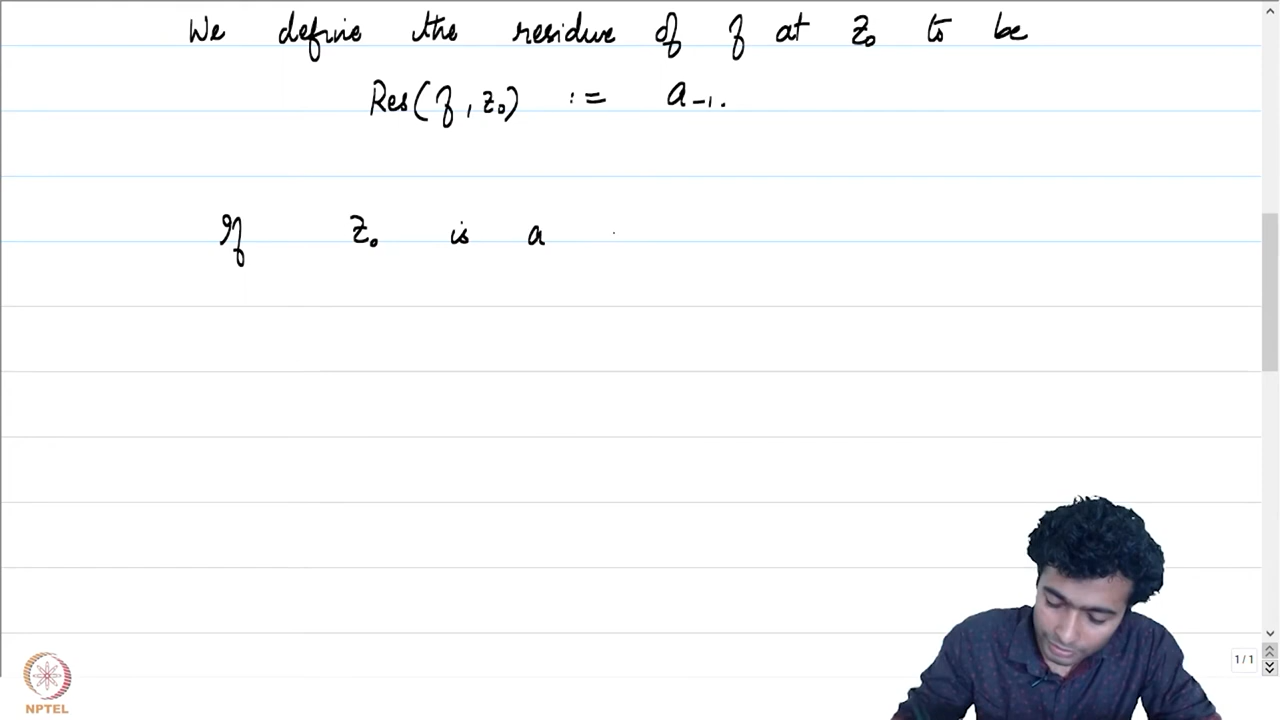 We define the residue of f at z₀ to be
Res(f, z₀) := a₋₁.
If z₀ is a
1/1
NPTEL